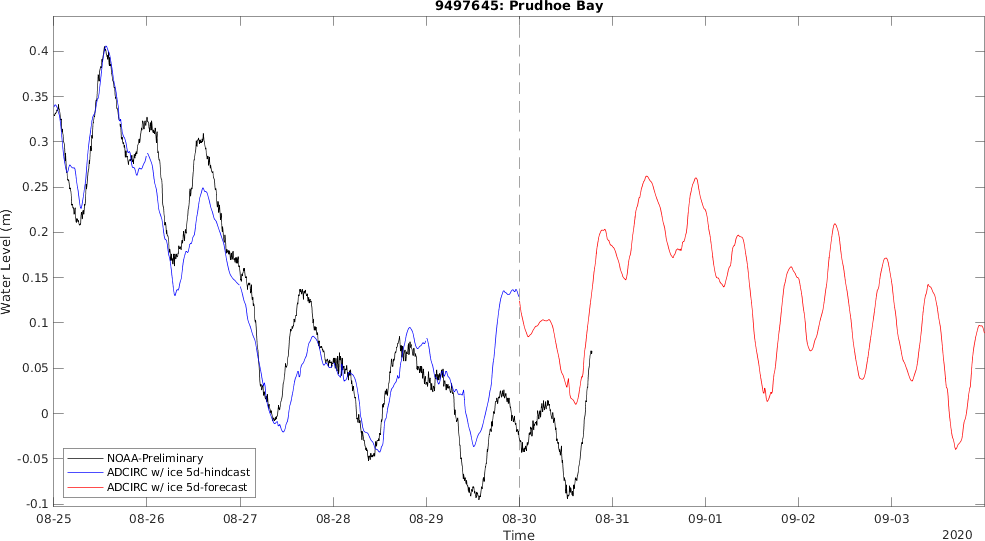 9497645: Prudhoe Bay
0.4
0.35
0.3
0.25
0.2
0.15
0.1
0.05
0
-0.05
-0.1
Water Level (m)
NOAA-Preliminary
ADCIRC w/ ice 5d-hindcast
ADCIRC w/ ice 5d-forecast
08-25 08-26 08-27 08-28 08-29 08-30 08-31 09-01 09-02 09-03
Time
2020